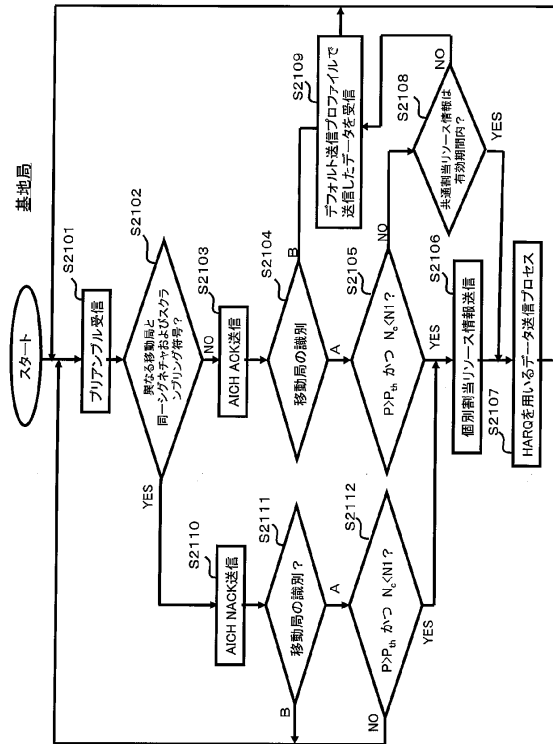 基地局
スタート
S2101
プリアンブル受信
S2102
異なる移動局と
同一シグネチャおよびスクラ
ンブリング符号？
YES
NO
S2103
AICH ACK送信
S2104
移動局の識別
B
A
S2105
P>Pth かつ Nc<N1？
NO
YES
S2106
個別割当リソース情報送信
S2107
HARQを用いるデータ送信プロセス
S2108
共通割当リソース情報は
有効期間内？
NO
YES
S2109
デフォルト送信プロファイルで
送信したデータを受信
S2110
AICH NACK送信
S2111
移動局の識別？
B
A
S2112
P>Pth かつ Nc<N1？
NO
YES